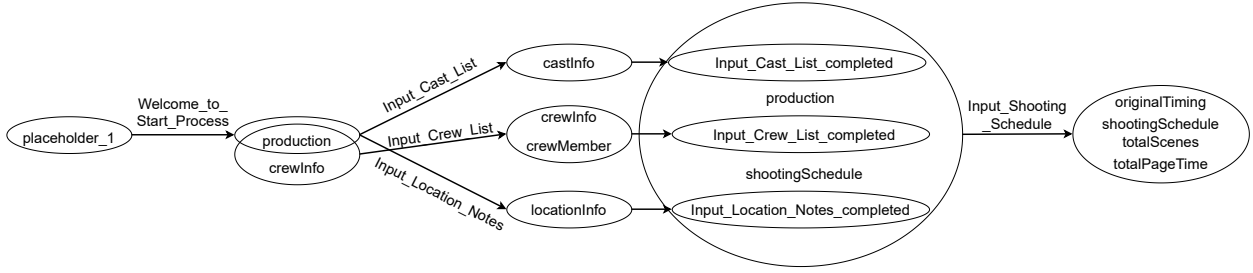 placeholder_1
Welcome_to_
Start_Process
production
crewInfo
Input_Cast_List
Input_Crew_List
Input_Location_Notes
castInfo
crewInfo
crewMember
locationInfo
Input_Cast_List_completed
production
Input_Crew_List_completed
shootingSchedule
Input_Location_Notes_completed
Input_Shooting
_Schedule
originalTiming
shootingSchedule
totalScenes
totalPageTime